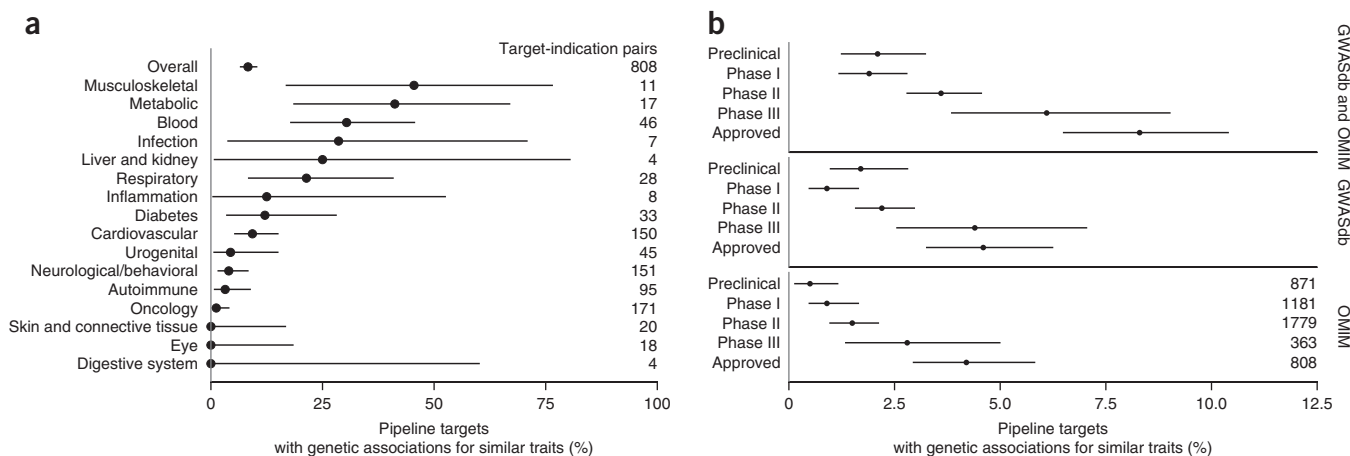 a
Target-indication pairs
Overall 808
Musculoskeletal 11
Metabolic 17
Blood 46
Infection 7
Liver and kidney 4
Respiratory 28
Inflammation 8
Diabetes 33
Cardiovascular 150
Urogenital 45
Neurological/behavioral 151
Autoimmune 95
Oncology 171
Skin and connective tissue 20
Eye 18
Digestive system 4
0 25 50 75 100
Pipeline targets
with genetic associations for similar traits (%)
b
Preclinical
Phase I
Phase II
Phase III
Approved
GWASdb and OMIM
Preclinical
Phase I
Phase II
Phase III
Approved
GWASdb
Preclinical 871
Phase I 1181
Phase II 1779
Phase III 363
Approved 808
OMIM
0 2.5 5.0 7.5 10.0 12.5
Pipeline targets
with genetic associations for similar traits (%)